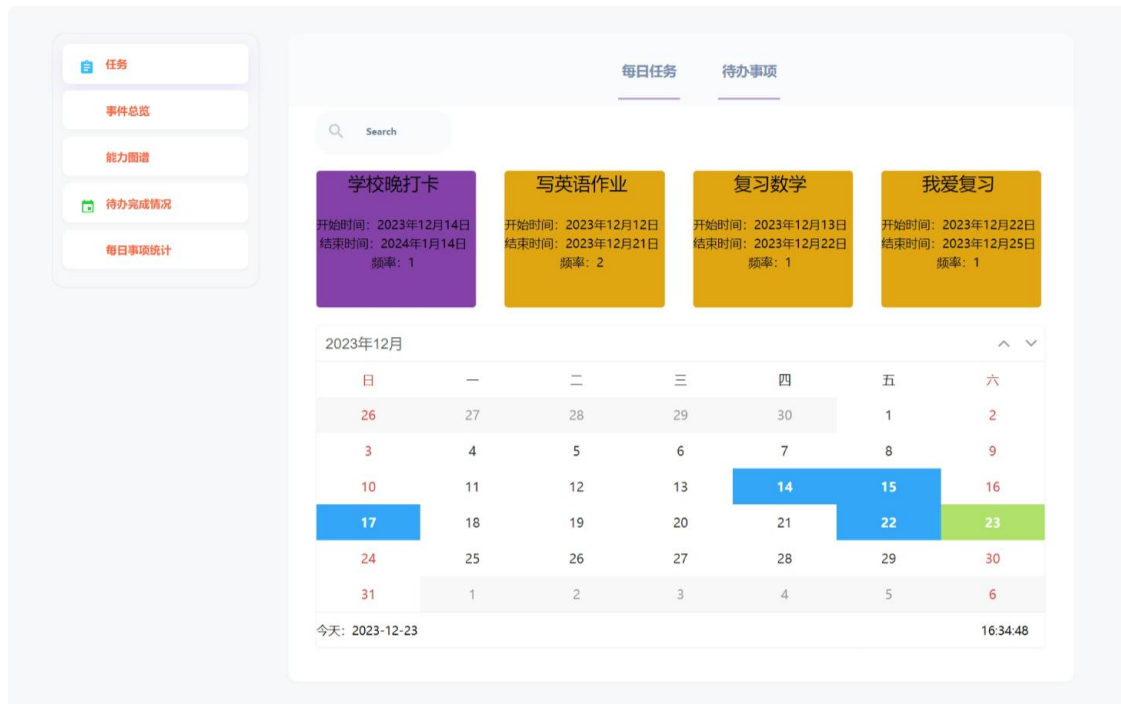 任务
事件总览
能力图谱
待办完成情况
每日事项统计
每日任务 待办事项
Search
学校晚打卡
开始时间：2023年12月14日
结束时间：2024年1月14日
频率：1
写英语作业
开始时间：2023年12月12日
结束时间：2023年12月21日
频率：2
复习数学
开始时间：2023年12月13日
结束时间：2023年12月22日
频率：1
我爱复习
开始时间：2023年12月22日
结束时间：2023年12月25日
频率：1
2023年12月
日 一 二 三 四 五 六
26 27 28 29 30 1 2
3 4 5 6 7 8 9
10 11 12 13 14 15 16
17 18 19 20 21 22 23
24 25 26 27 28 29 30
31 1 2 3 4 5 6
今天：2023-12-23 16:34:48